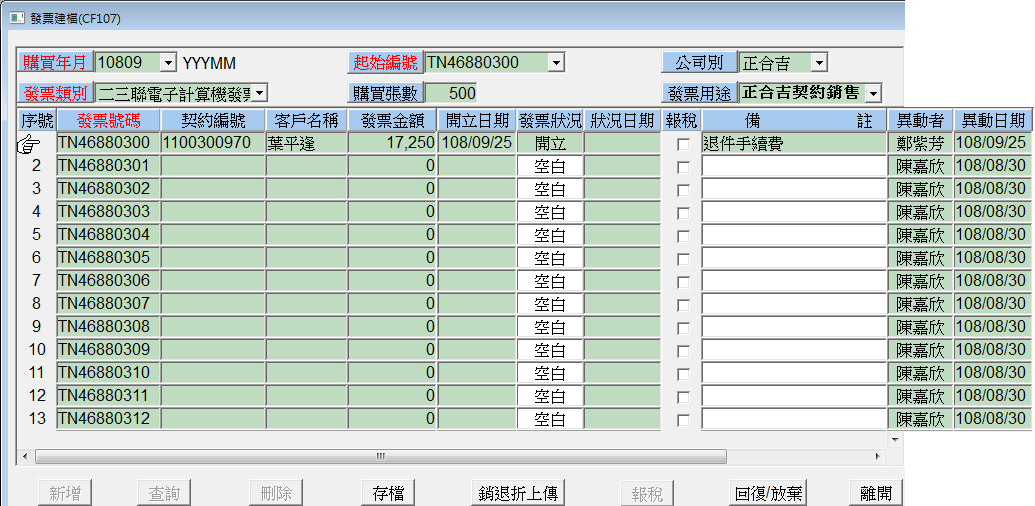 發票建檔(CF107)
購買年月 10809 YYYMM 起始編號 TN46880300 公司別 正合吉
發票類別 二三聯電子計算機發票 購買張數 500 發票用途 正合吉契約銷售
序號 發票號碼 契約編號 客戶名稱 發票金額 開立日期 發票狀況 狀況日期 報稅 備 註 異動者 異動日期
TN46880300 1100300970 葉平逢 17,250 108/09/25 開立 退件手續費 鄭紫芳 108/09/25
2 TN46880301 0 空白 陳嘉欣 108/08/30
3 TN46880302 0 空白 陳嘉欣 108/08/30
4 TN46880303 0 空白 陳嘉欣 108/08/30
5 TN46880304 0 空白 陳嘉欣 108/08/30
6 TN46880305 0 空白 陳嘉欣 108/08/30
7 TN46880306 0 空白 陳嘉欣 108/08/30
8 TN46880307 0 空白 陳嘉欣 108/08/30
9 TN46880308 0 空白 陳嘉欣 108/08/30
10 TN46880309 0 空白 陳嘉欣 108/08/30
11 TN46880310 0 空白 陳嘉欣 108/08/30
12 TN46880311 0 空白 陳嘉欣 108/08/30
13 TN46880312 0 空白 陳嘉欣 108/08/30
新增 查詢 刪除 存檔 銷退折上傳 報稅 回復/放棄 離開